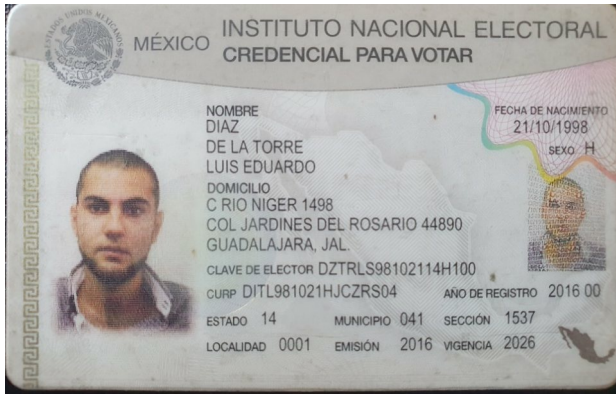 MÉXICO INSTITUTO NACIONAL ELECTORAL
CREDENCIAL PARA VOTAR
NOMBRE
DIAZ
DE LA TORRE
LUIS EDUARDO
FECHA DE NACIMIENTO
21/10/1998
SEXO H
DOMICILIO
C RIO NIGER 1498
COL JARDINES DEL ROSARIO 44890
GUADALAJARA, JAL.
CLAVE DE ELECTOR DZTRLS98102114H100
CURP DITL981021HJCZRS04 AÑO DE REGISTRO 2016 00
ESTADO 14 MUNICIPIO 041 SECCIÓN 1537
LOCALIDAD 0001 EMISIÓN 2016 VIGENCIA 2026